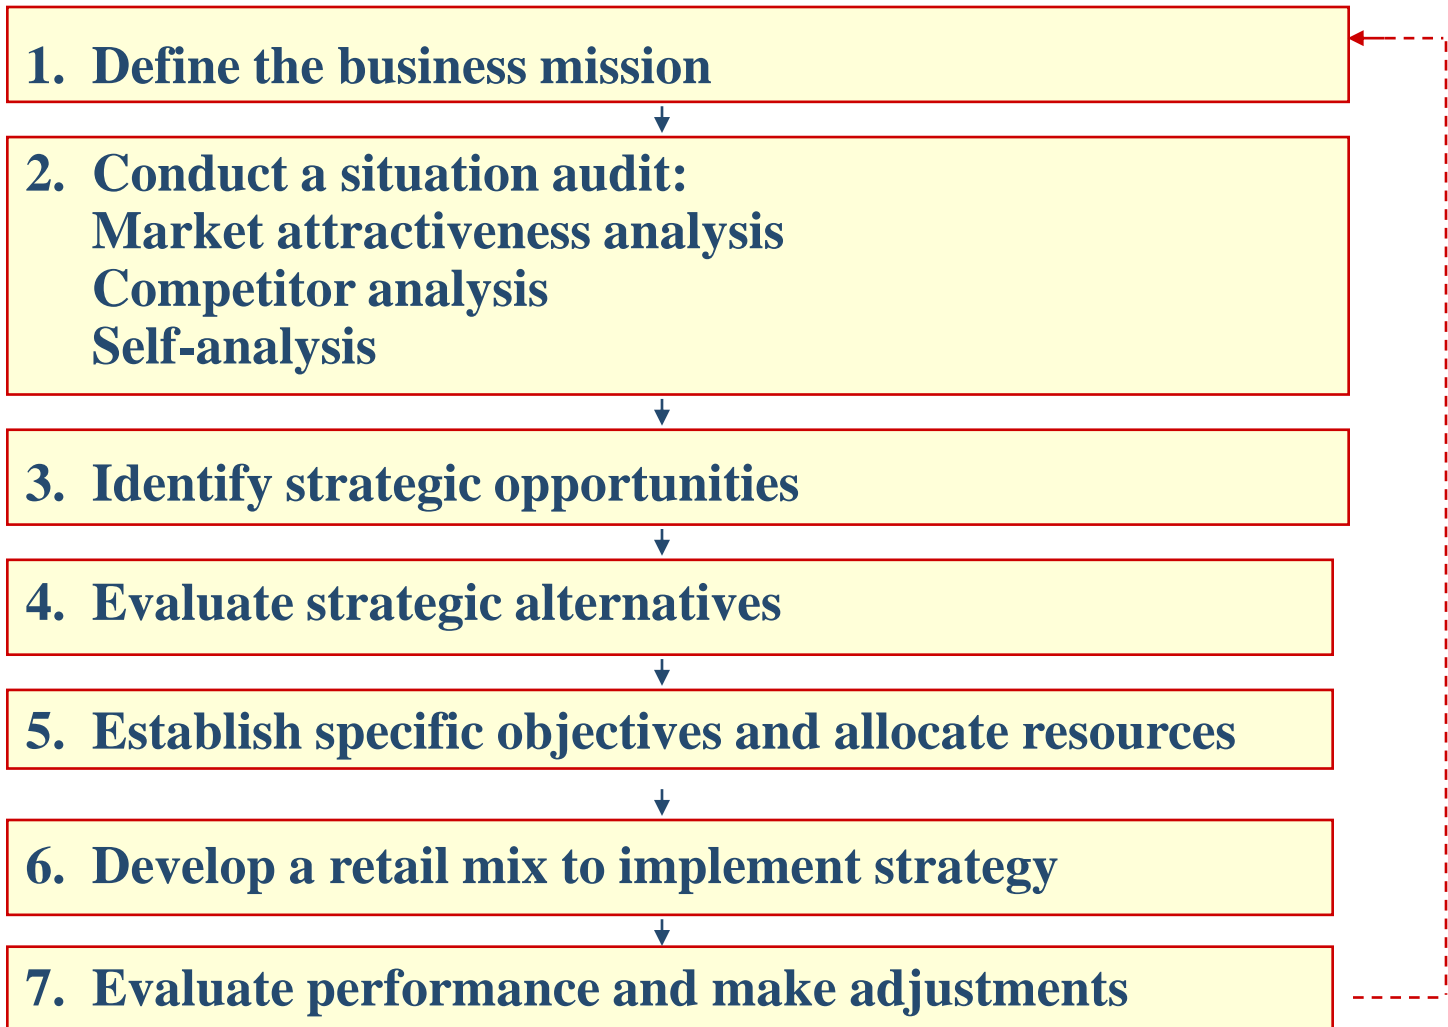 1. Define the business mission
2. Conduct a situation audit:
Market attractiveness analysis
Competitor analysis
Self-analysis
3. Identify strategic opportunities
4. Evaluate strategic alternatives
5. Establish specific objectives and allocate resources
6. Develop a retail mix to implement strategy
7. Evaluate performance and make adjustments